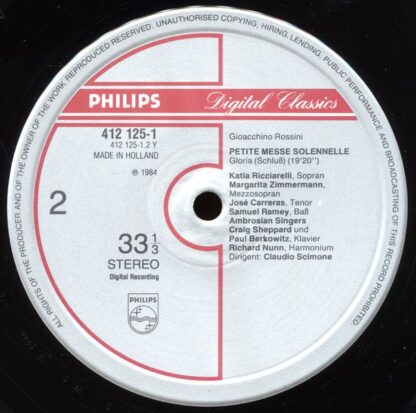 ALL RIGHTS OF THE PRODUCER AND OF THE OWNER OF THE WORK REPRODUCED RESERVED. UNAUTHORISED COPYING, HIRING, LENDING, PUBLIC PERFORMANCE AND BROADCASTING OF THIS RECORD PROHIBITED.
PHILIPS
Digital Classics
412 125-1
412 125-1.2 Y
MADE IN HOLLAND
℗ 1984
2
33 1/3
STEREO
Digital Recording
PHILIPS
Gioacchino Rossini
PETITE MESSE SOLENNELLE
Gloria (Schluß) (19'20'')
Katia Ricciarelli, Sopran
Margarita Zimmermann,
Mezzosopran
José Carreras, Tenor
Samuel Ramey, Baß
Ambrosian Singers
Craig Sheppard und
Paul Berkowitz, Klavier
Richard Nunn, Harmonium
Dirigent: Claudio Scimone